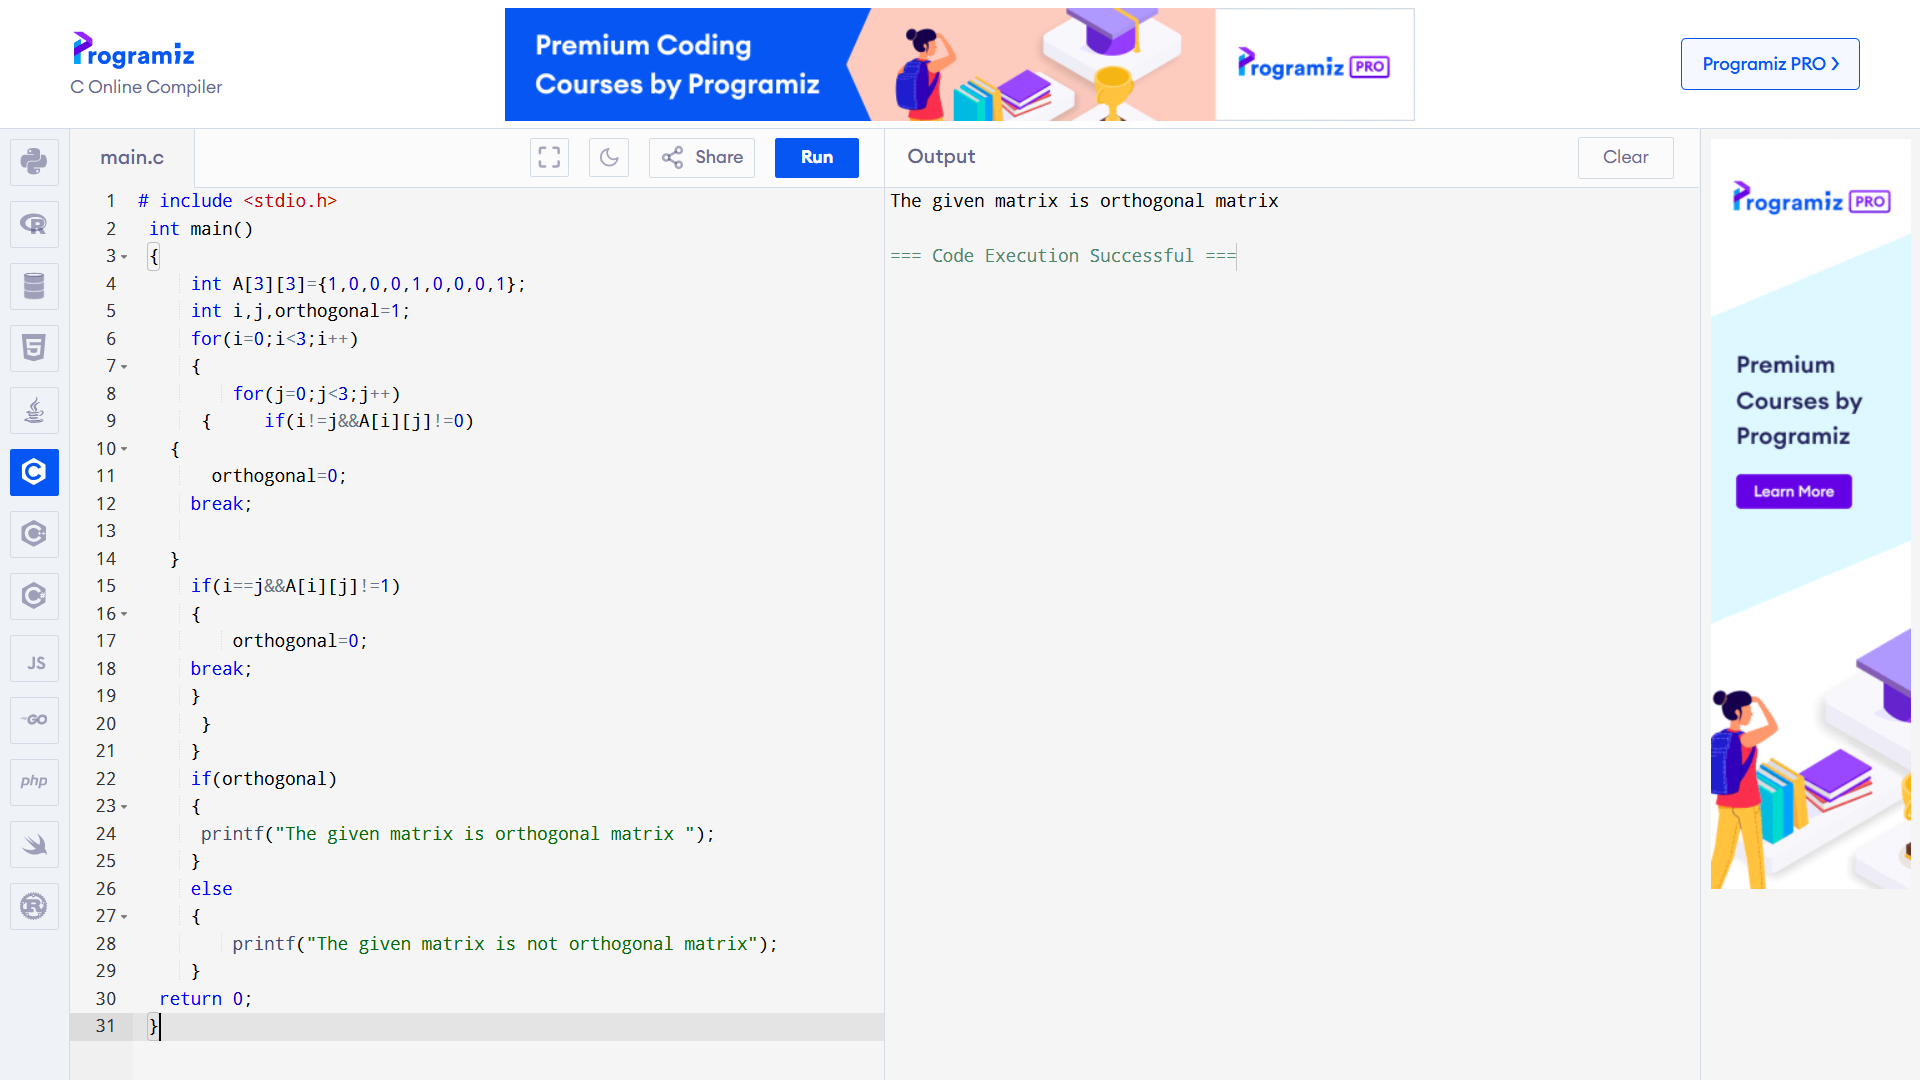 Programiz
C Online Compiler
Premium Coding
Courses by Programiz
Programiz PRO
Programiz PRO ❯
main.c
Share
Run
Output
Clear
1 # include <stdio.h>
2 int main()
3 {
4 int A[3][3]={1,0,0,0,1,0,0,0,1};
5 int i,j,orthogonal=1;
6 for(i=0;i<3;i++)
7 {
8 for(j=0;j<3;j++)
9 { if(i!=j&&A[i][j]!=0)
10 {
11 orthogonal=0;
12 break;
13
14 }
15 if(i==j&&A[i][j]!=1)
16 {
17 orthogonal=0;
18 break;
19 }
20 }
21 }
22 if(orthogonal)
23 {
24 printf("The given matrix is orthogonal matrix ");
25 }
26 else
27 {
28 printf("The given matrix is not orthogonal matrix");
29 }
30 return 0;
31 }
The given matrix is orthogonal matrix
=== Code Execution Successful ===
R
5
C
C
C
JS
GO
php
R
Programiz PRO
Premium
Courses by
Programiz
Learn More